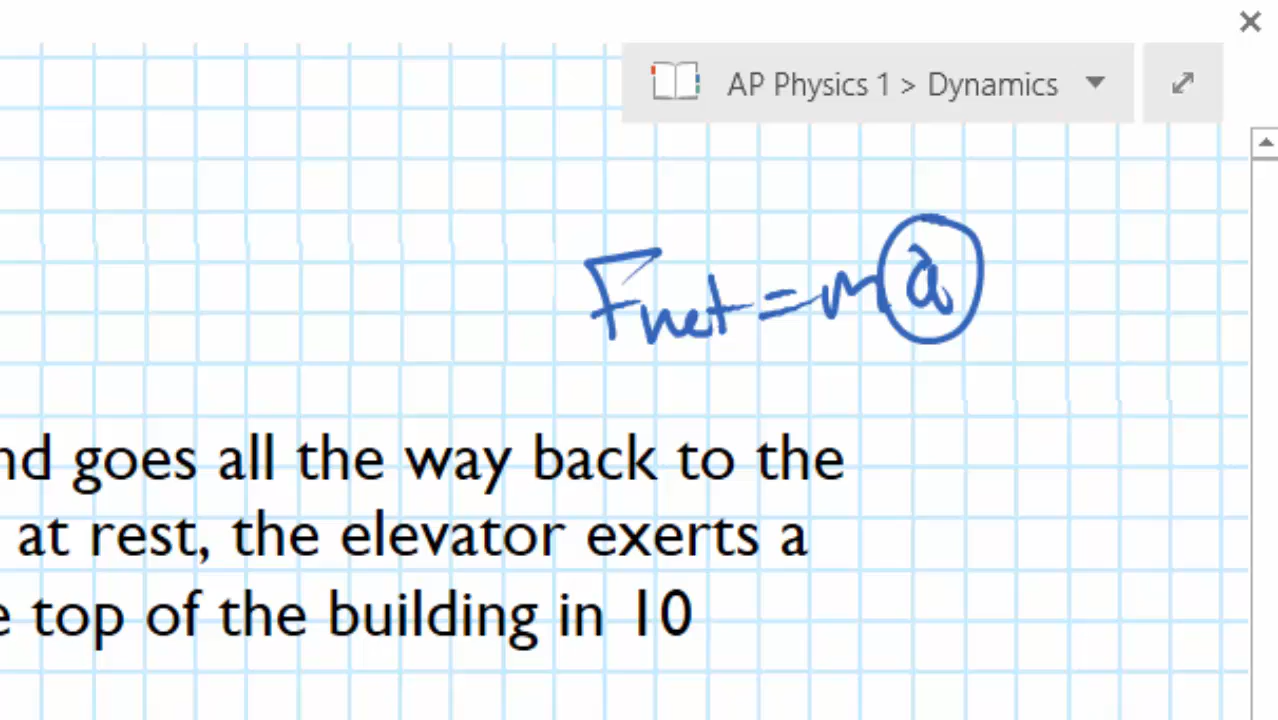 AP Physics 1 > Dynamics
Fnet = ma
nd goes all the way back to the
at rest, the elevator exerts a
e top of the building in 10